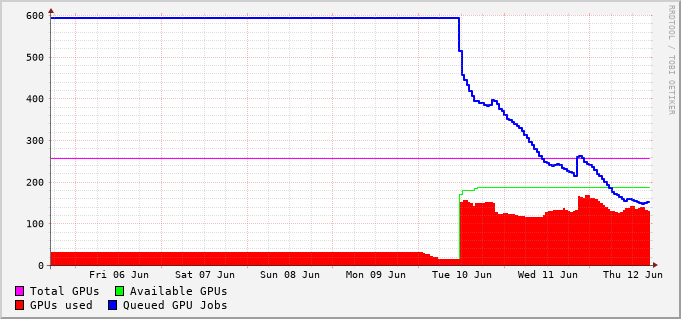 RRDTOOL / TOBI OETIKER
600
500
400
300
200
100
0
Fri 06 Jun Sat 07 Jun Sun 08 Jun Mon 09 Jun Tue 10 Jun Wed 11 Jun Thu 12 Jun
Total GPUs Available GPUs
GPUs used Queued GPU Jobs